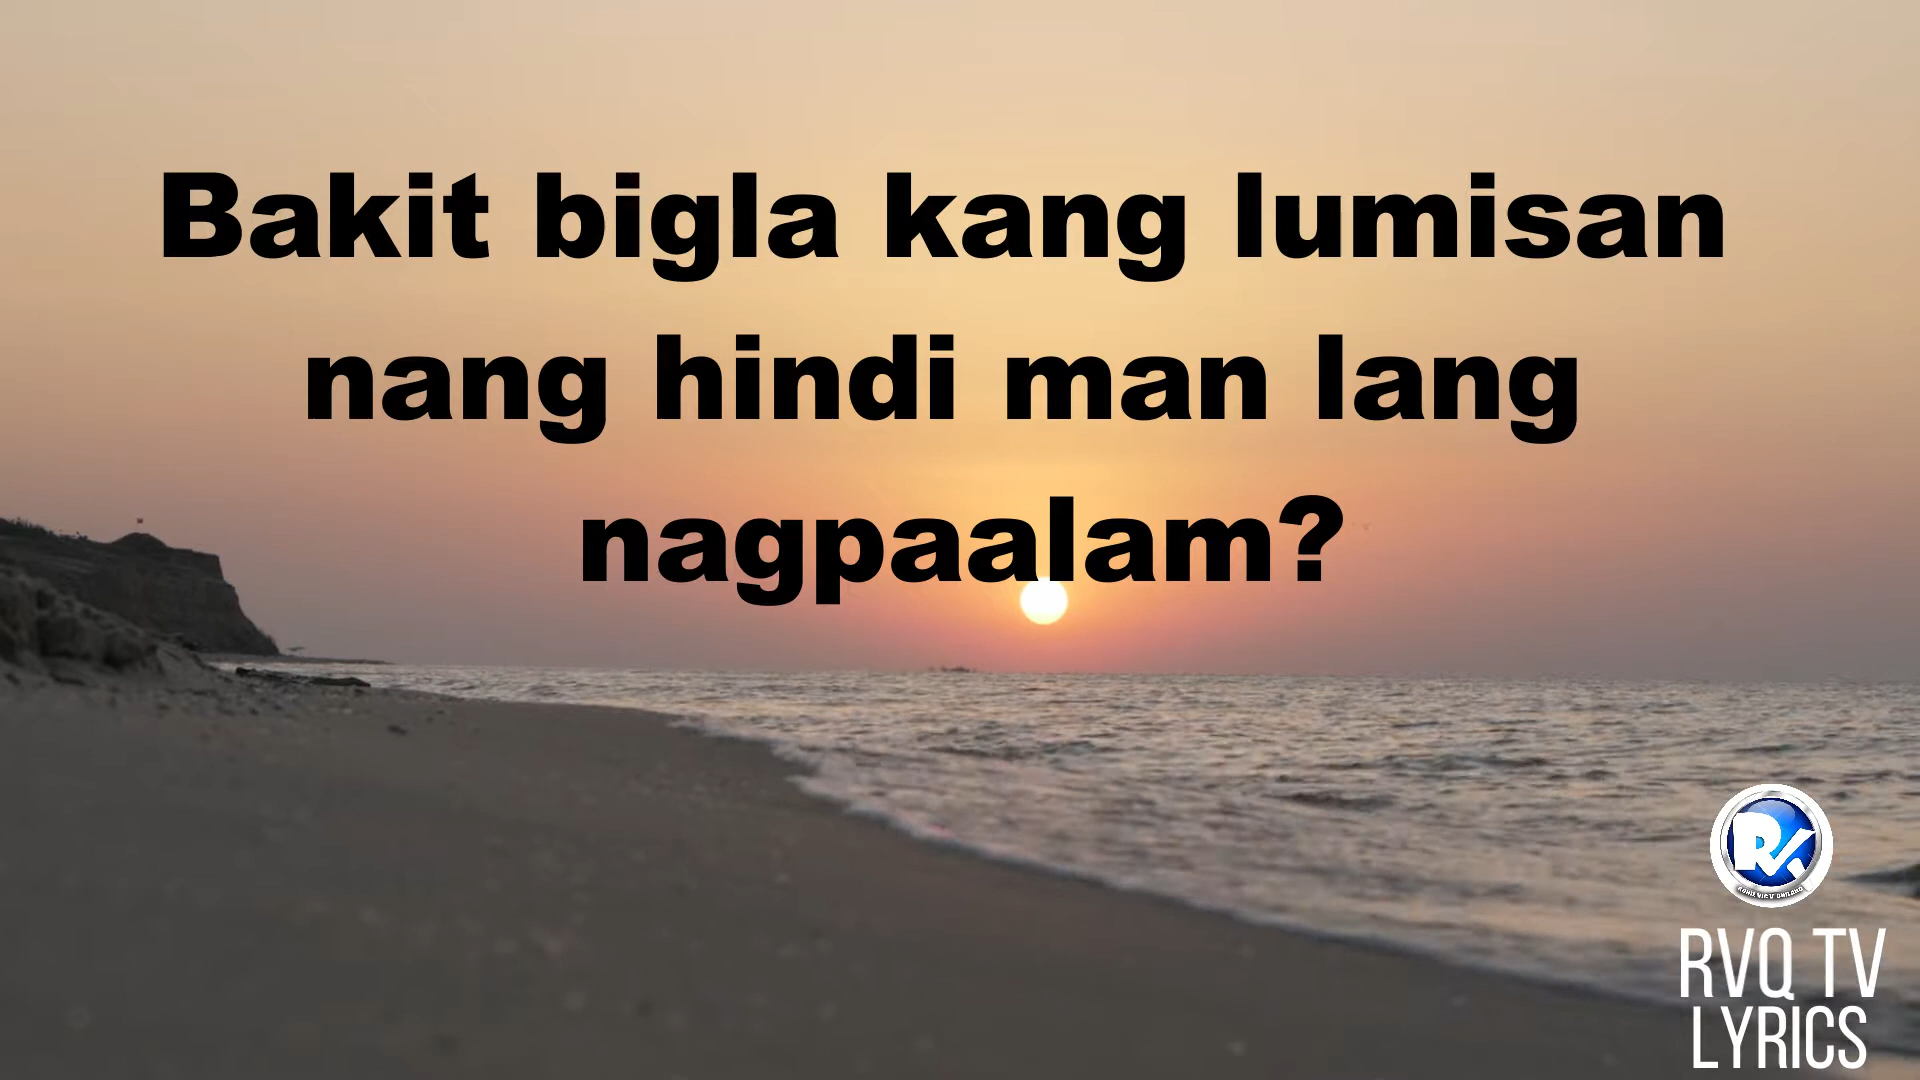 Bakit bigla kang lumisan
nang hindi man lang
nagpaalam?
RVQ TV
LYRICS